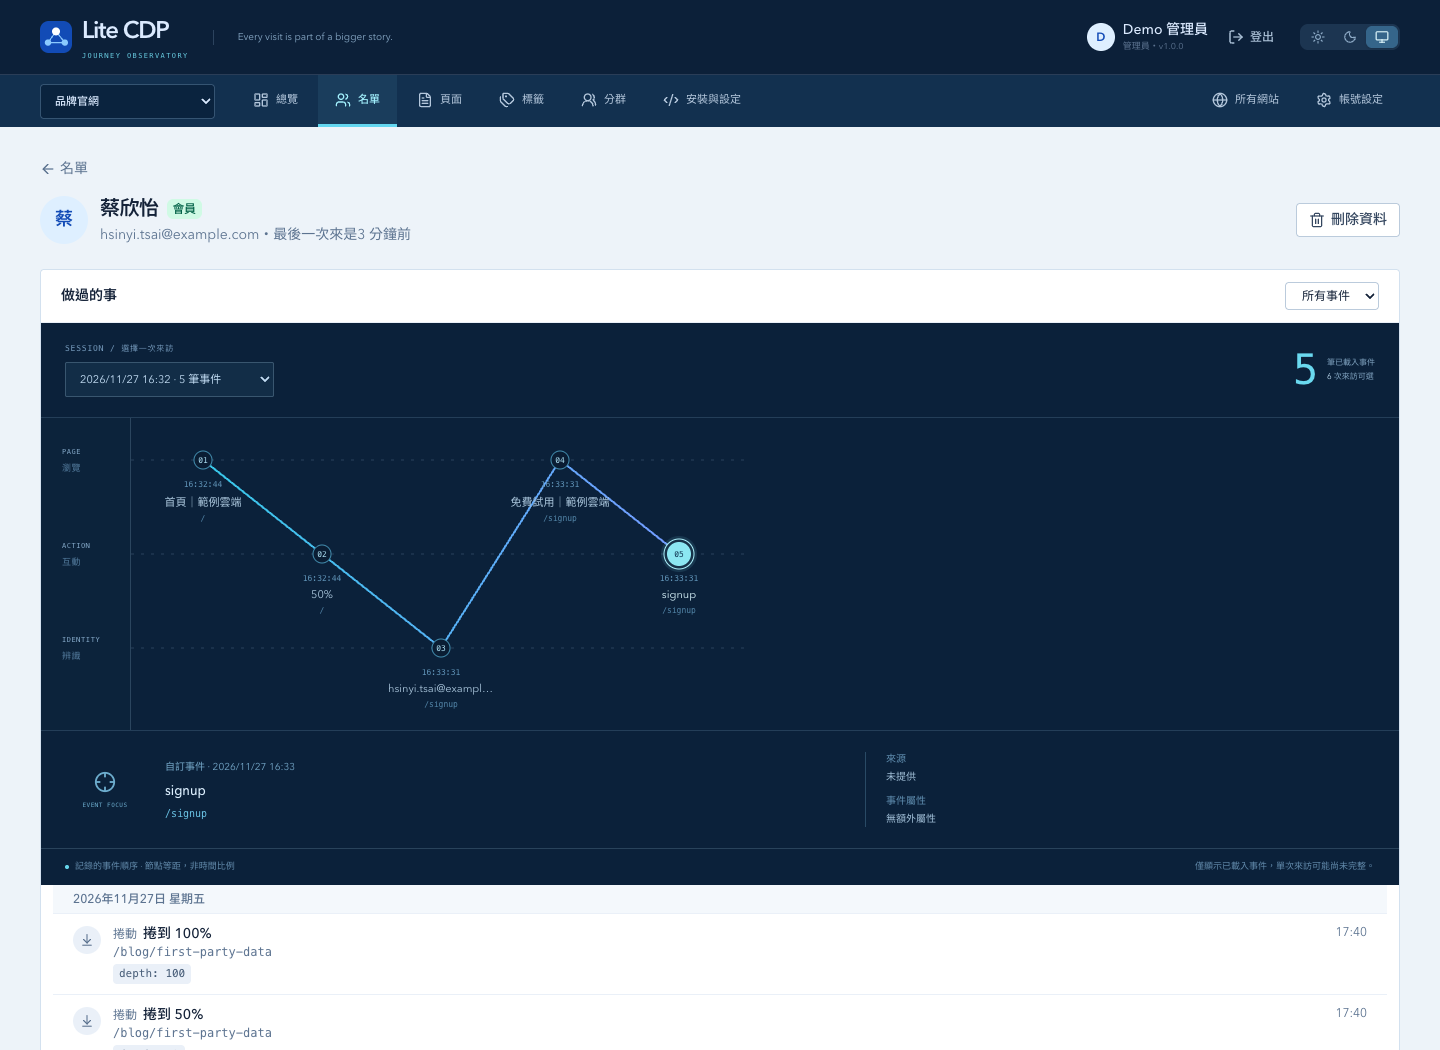 Lite CDP
JOURNEY OBSERVATORY
Every visit is part of a bigger story.
D
Demo 管理員
管理員・v1.0.0
登出
品牌官網
總覽
名單
頁面
標籤
分群
安裝與設定
所有網站
帳號設定
名單
蔡
蔡欣怡
會員
hsinyi.tsai@example.com・最後一次來是3 分鐘前
刪除資料
做過的事
所有事件
SESSION / 選擇一次來訪
2026/11/27 16:32 · 5 筆事件
5
筆已載入事件
6 次來訪可選
PAGE
瀏覽
01
16:32:44
首頁｜範例雲端
/
04
16:33:31
免費試用｜範例雲端
/signup
ACTION
互動
02
16:32:44
50%
/
05
16:33:31
signup
/signup
IDENTITY
辨識
03
16:33:31
hsinyi.tsai@exampl…
/signup
EVENT FOCUS
自訂事件 · 2026/11/27 16:33
signup
/signup
來源
未提供
事件屬性
無額外屬性
記錄的事件順序 · 節點等距，非時間比例
僅顯示已載入事件，單次來訪可能尚未完整。
2026年11月27日 星期五
捲動 捲到 100%
17:40
/blog/first-party-data
depth: 100
捲動 捲到 50%
17:40
/blog/first-party-data